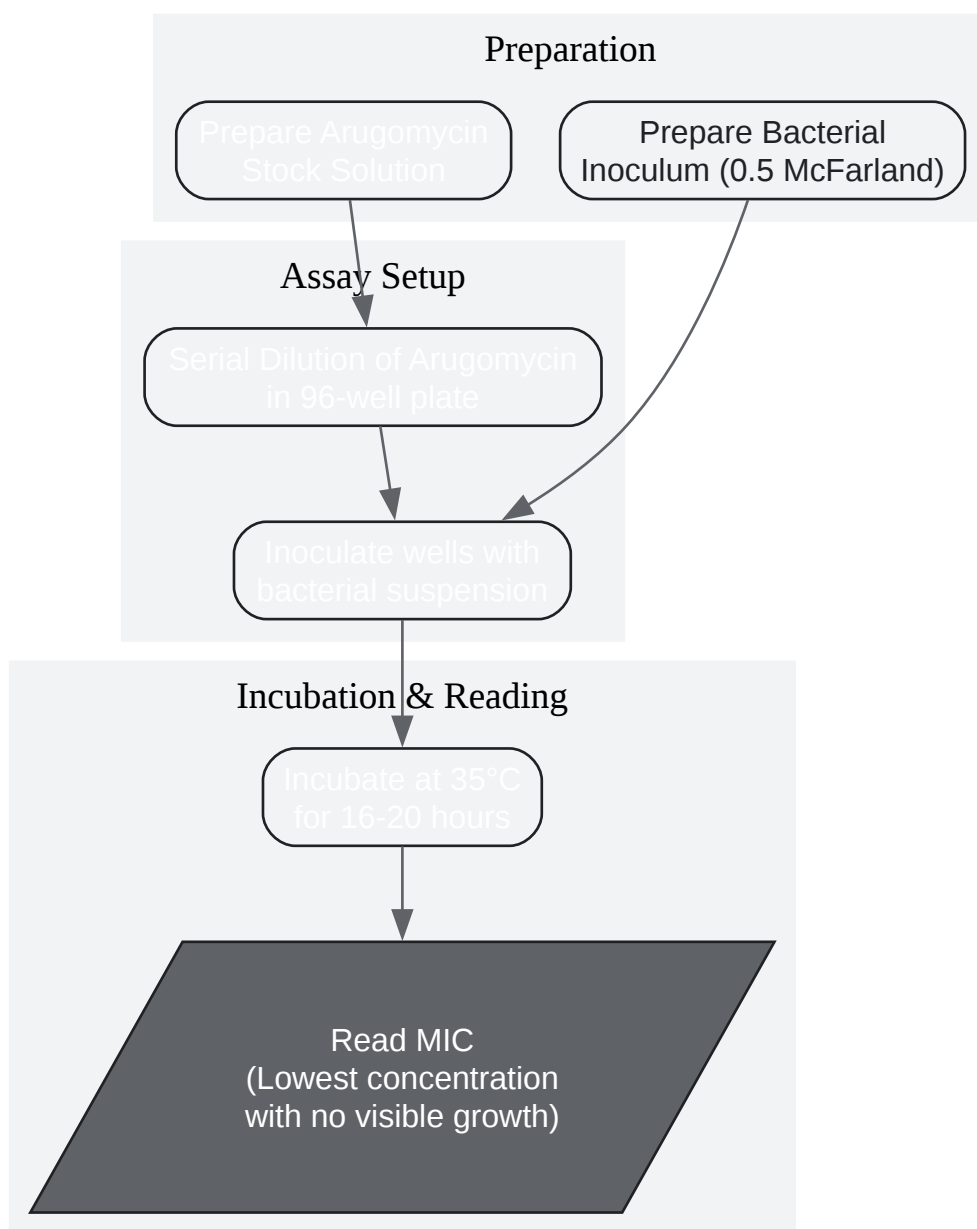 Preparation
Prepare Arugomycin
Stock Solution
Prepare Bacterial
Inoculum (0.5 McFarland)
Assay Setup
Serial Dilution of Arugomycin
in 96-well plate
Inoculate wells with
bacterial suspension
Incubation & Reading
Incubate at 35°C
for 16-20 hours
Read MIC
(Lowest concentration
with no visible growth)